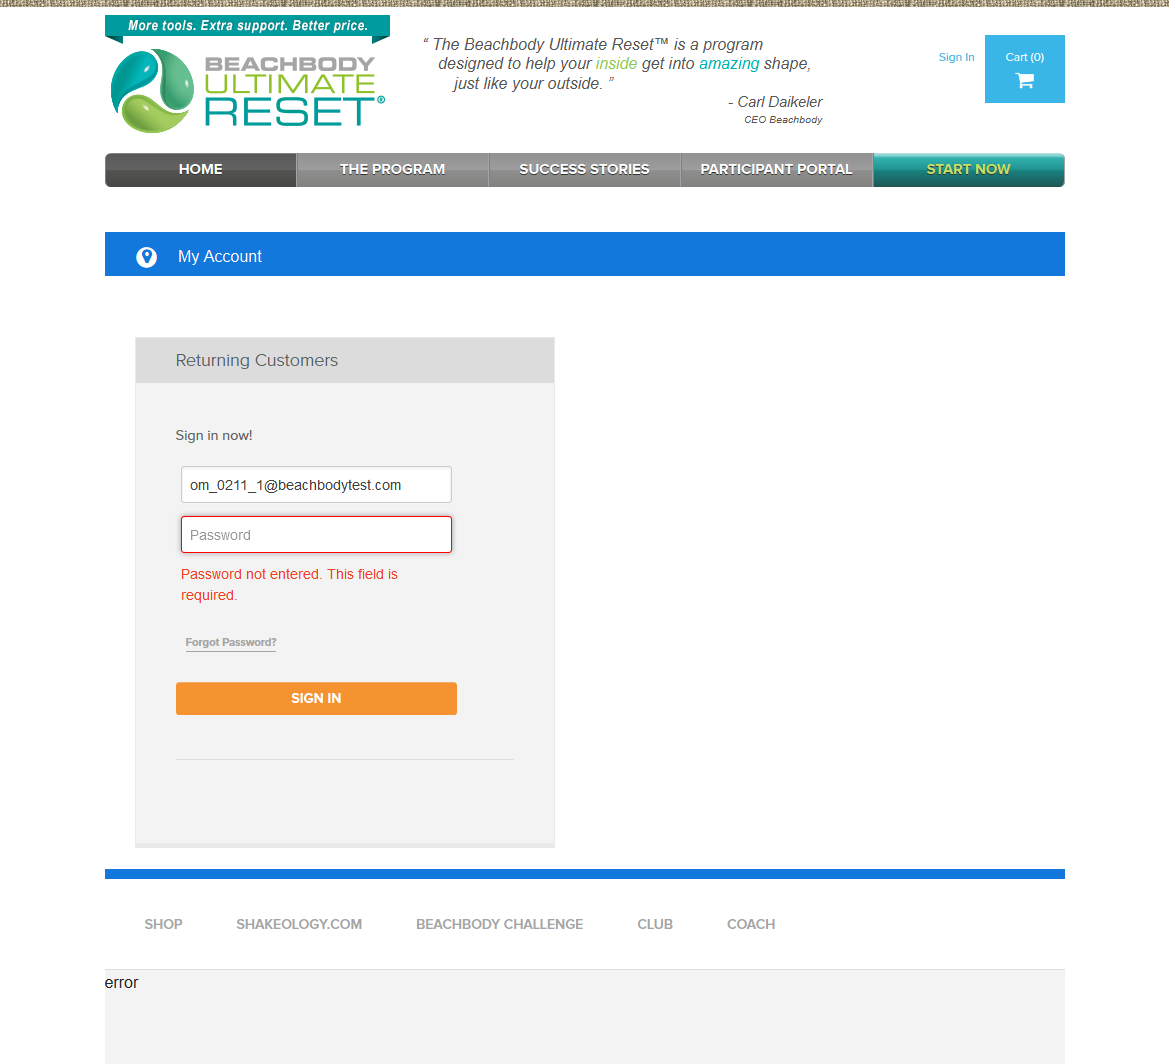 More tools. Extra support. Better price.
BEACHBODY
ULTIMATE
RESET®
“ The Beachbody Ultimate Reset™ is a program
designed to help your inside get into amazing shape,
just like your outside. ”
- Carl Daikeler
CEO Beachbody
Sign In
Cart (0)
HOME
THE PROGRAM
SUCCESS STORIES
PARTICIPANT PORTAL
START NOW
My Account
Returning Customers
Sign in now!
om_0211_1@beachbodytest.com
Password
Password not entered. This field is
required.
Forgot Password?
SIGN IN
SHOP
SHAKEOLOGY.COM
BEACHBODY CHALLENGE
CLUB
COACH
error